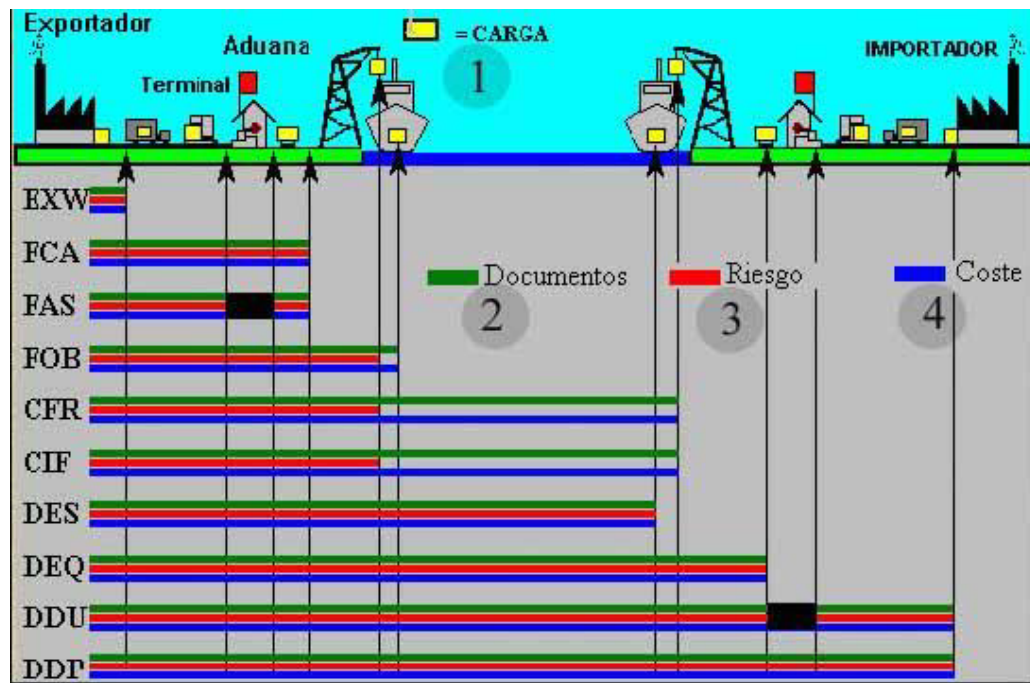 Exportador
= CARGA
Aduana
1
IMPORTADOR
Terminal
EXW
FCA
Documentos
Riesgo
Coste
FAS
2
3
4
FOB
CFR
CIF
DES
DEQ
DDU
DDP